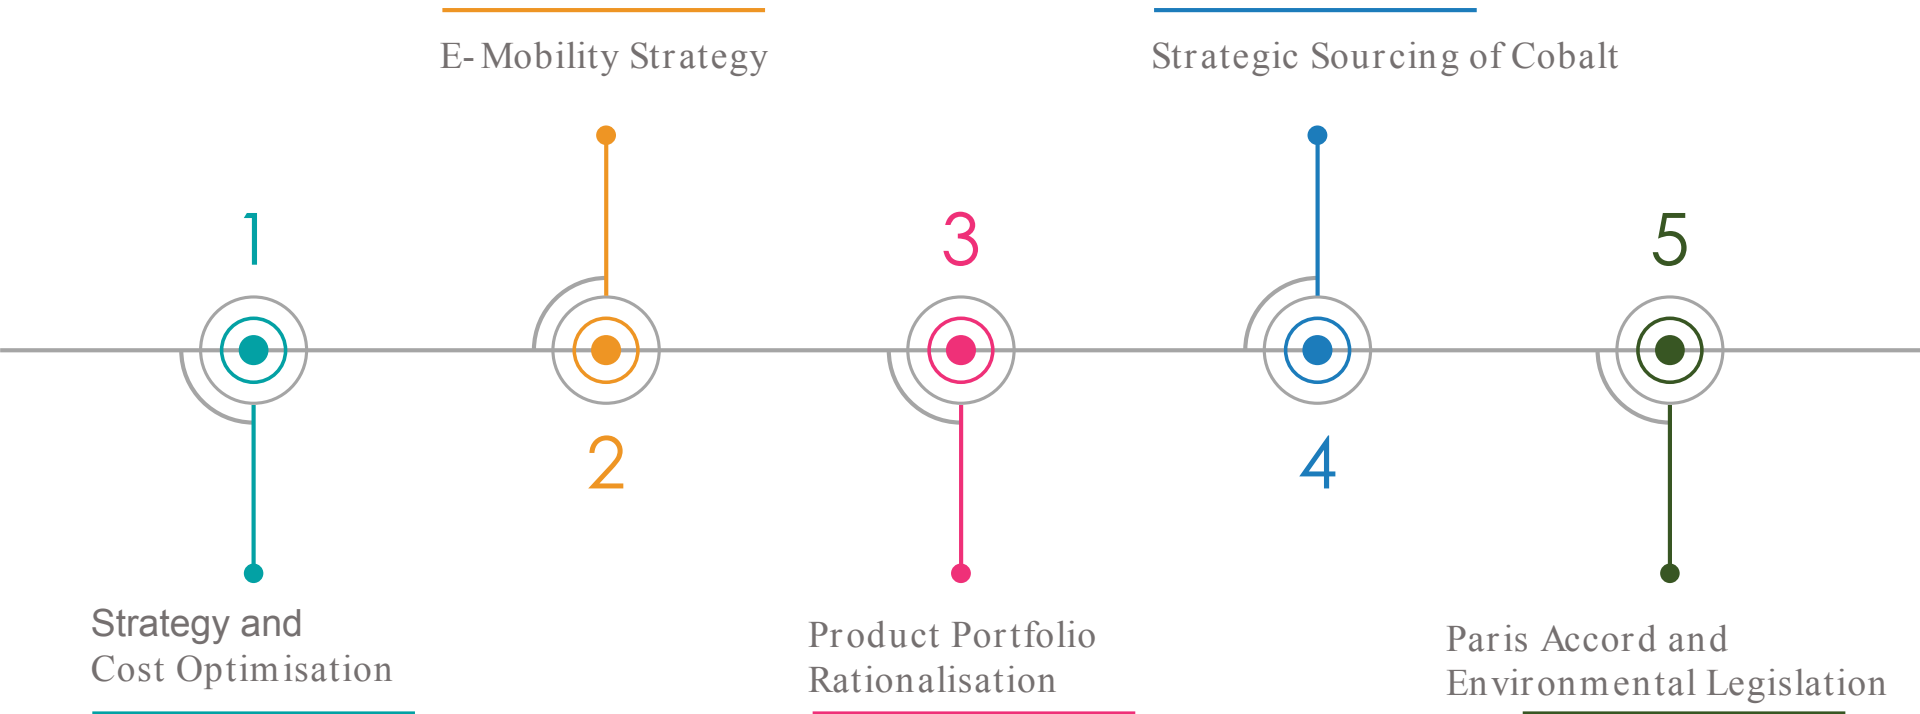 E-Mobility Strategy
Strategic Sourcing of Cobalt
1
3
5
2
4
Strategy and
Cost Optimisation
Product Portfolio
Rationalisation
Paris Accord and
Environmental Legislation